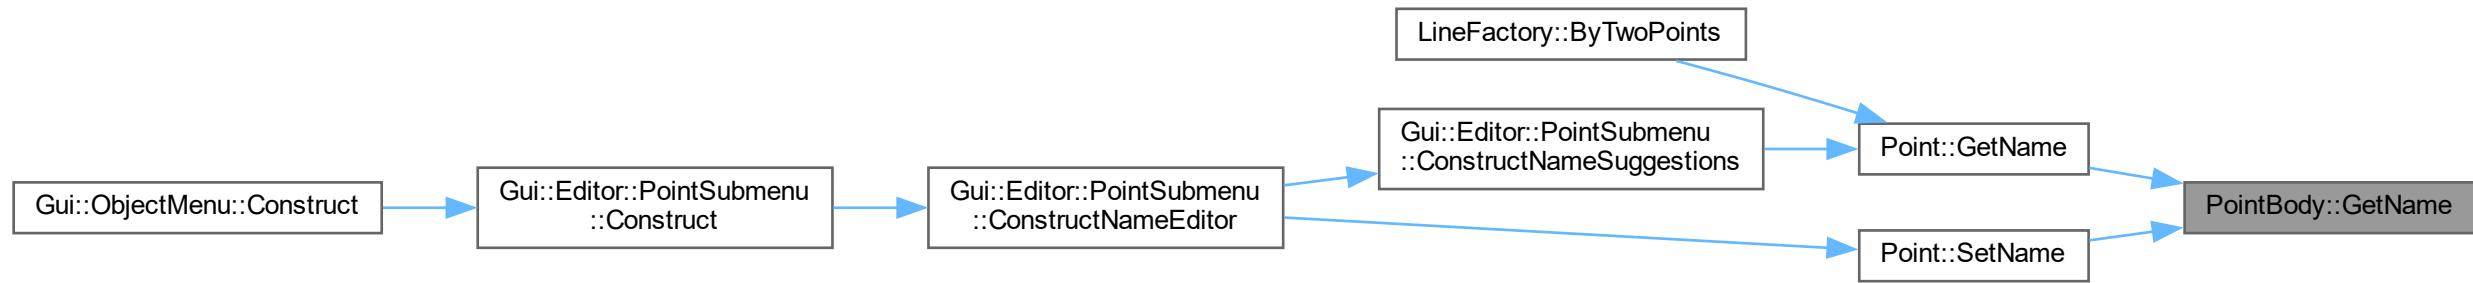 LineFactory::ByTwoPoints
Gui::Editor::PointSubmenu
::ConstructNameSuggestions
Point::GetName
Gui::ObjectMenu::Construct
Gui::Editor::PointSubmenu
::Construct
Gui::Editor::PointSubmenu
::ConstructNameEditor
PointBody::GetName
Point::SetName